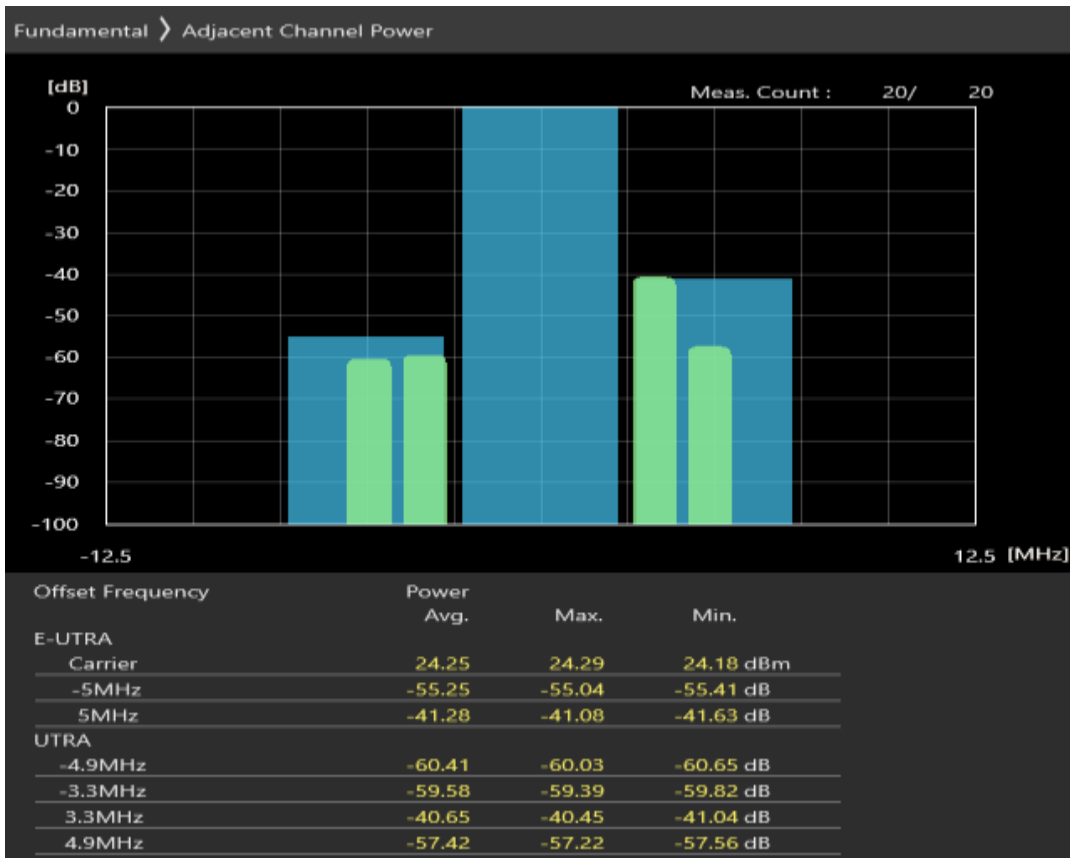 Fundamental 》 Adjacent Channel Power
[dB]
Meas. Count : 20/ 20
0
-10
-20
-30
-40
-50
-60
-70
-80
-90
-100
-12.5 12.5 [MHz]
Offset Frequency Power
Avg. Max. Min.
E-UTRA
Carrier 24.25 24.29 24.18 dBm
-5MHz -55.25 -55.04 -55.41 dB
5MHz -41.28 -41.08 -41.63 dB
UTRA
-4.9MHz -60.41 -60.03 -60.65 dB
-3.3MHz -59.58 -59.39 -59.82 dB
3.3MHz -40.65 -40.45 -41.04 dB
4.9MHz -57.42 -57.22 -57.56 dB